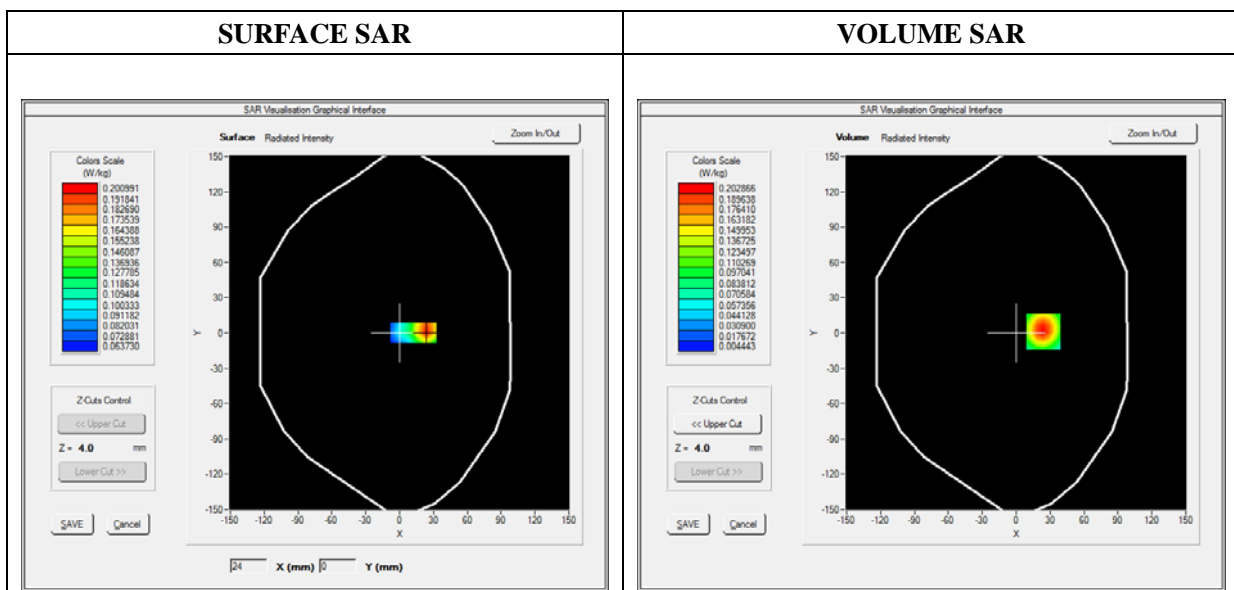 SURFACE SAR
VOLUME SAR
SAR Visualisation Graphical Interface
Surface Radiated Intensity
Zoom In/Out
Colors Scale
(W/kg)
0.200991
0.191841
0.182690
0.173539
0.164388
0.155238
0.146087
0.136936
0.127785
0.118634
0.109484
0.100333
0.091182
0.082031
0.072881
0.063730
Z-Cuts Control
<< Upper Cut
Z = 4.0 mm
Lower Cut >>
SAVE Cancel
150
120
90
60
30
0
-30
-60
-90
-120
-150
Y
-150 -120 -90 -60 -30 0 30 60 90 120 150
X
24 X (mm) 0 Y (mm)
SAR Visualisation Graphical Interface
Volume Radiated Intensity
Zoom In/Out
Colors Scale
(W/kg)
0.202866
0.189638
0.176410
0.163182
0.149953
0.136725
0.123497
0.110269
0.097041
0.083812
0.070584
0.057356
0.044128
0.030900
0.017672
0.004443
Z-Cuts Control
<< Upper Cut
Z = 4.0 mm
Lower Cut >>
SAVE Cancel
150
120
90
60
30
0
-30
-60
-90
-120
-150
Y
-150 -120 -90 -60 -30 0 30 60 90 120 150
X